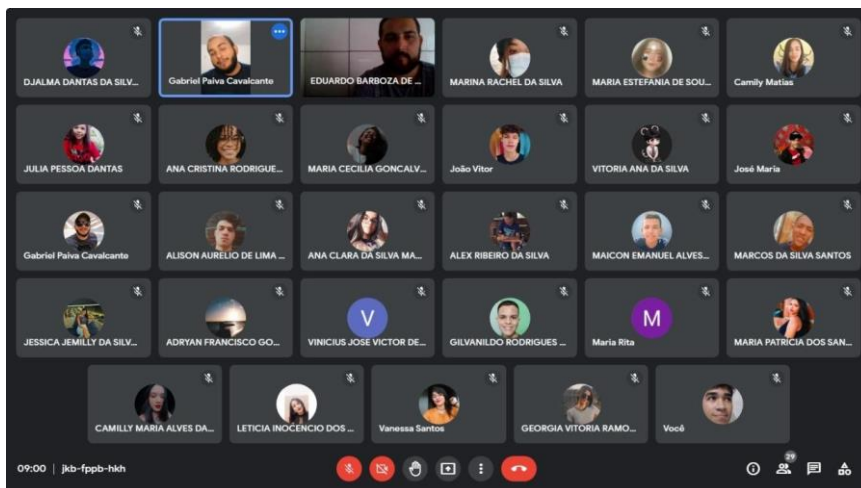 DJALMA DANTAS DA SILV...
Gabriel Paiva Cavalcante
EDUARDO BARBOZA DE ...
MARINA RACHEL DA SILVA
MARIA ESTEFANIA DE SOU...
Camily Matias
JULIA PESSOA DANTAS
ANA CRISTINA RODRIGUE...
MARIA CECILIA GONCALV...
João Vitor
VITORIA ANA DA SILVA
José Maria
Gabriel Paiva Cavalcante
ALISON AURELIO DE LIMA ...
ANA CLARA DA SILVA MA...
ALEX RIBEIRO DA SILVA
MAICON EMANUEL ALVES...
MARCOS DA SILVA SANTOS
JESSICA JEMILLY DA SILV...
ADRYAN FRANCISCO GO...
V
VINICIUS JOSE VICTOR DE...
GILVANILDO RODRIGUES ...
M
Maria Rita
MARIA PATRICIA DOS SAN...
CAMILLY MARIA ALVES DA...
LETICIA INOCENCIO DOS ...
Vanessa Santos
GEORGIA VITORIA RAMO...
Você
09:00 | jkb-fppb-hkh
29